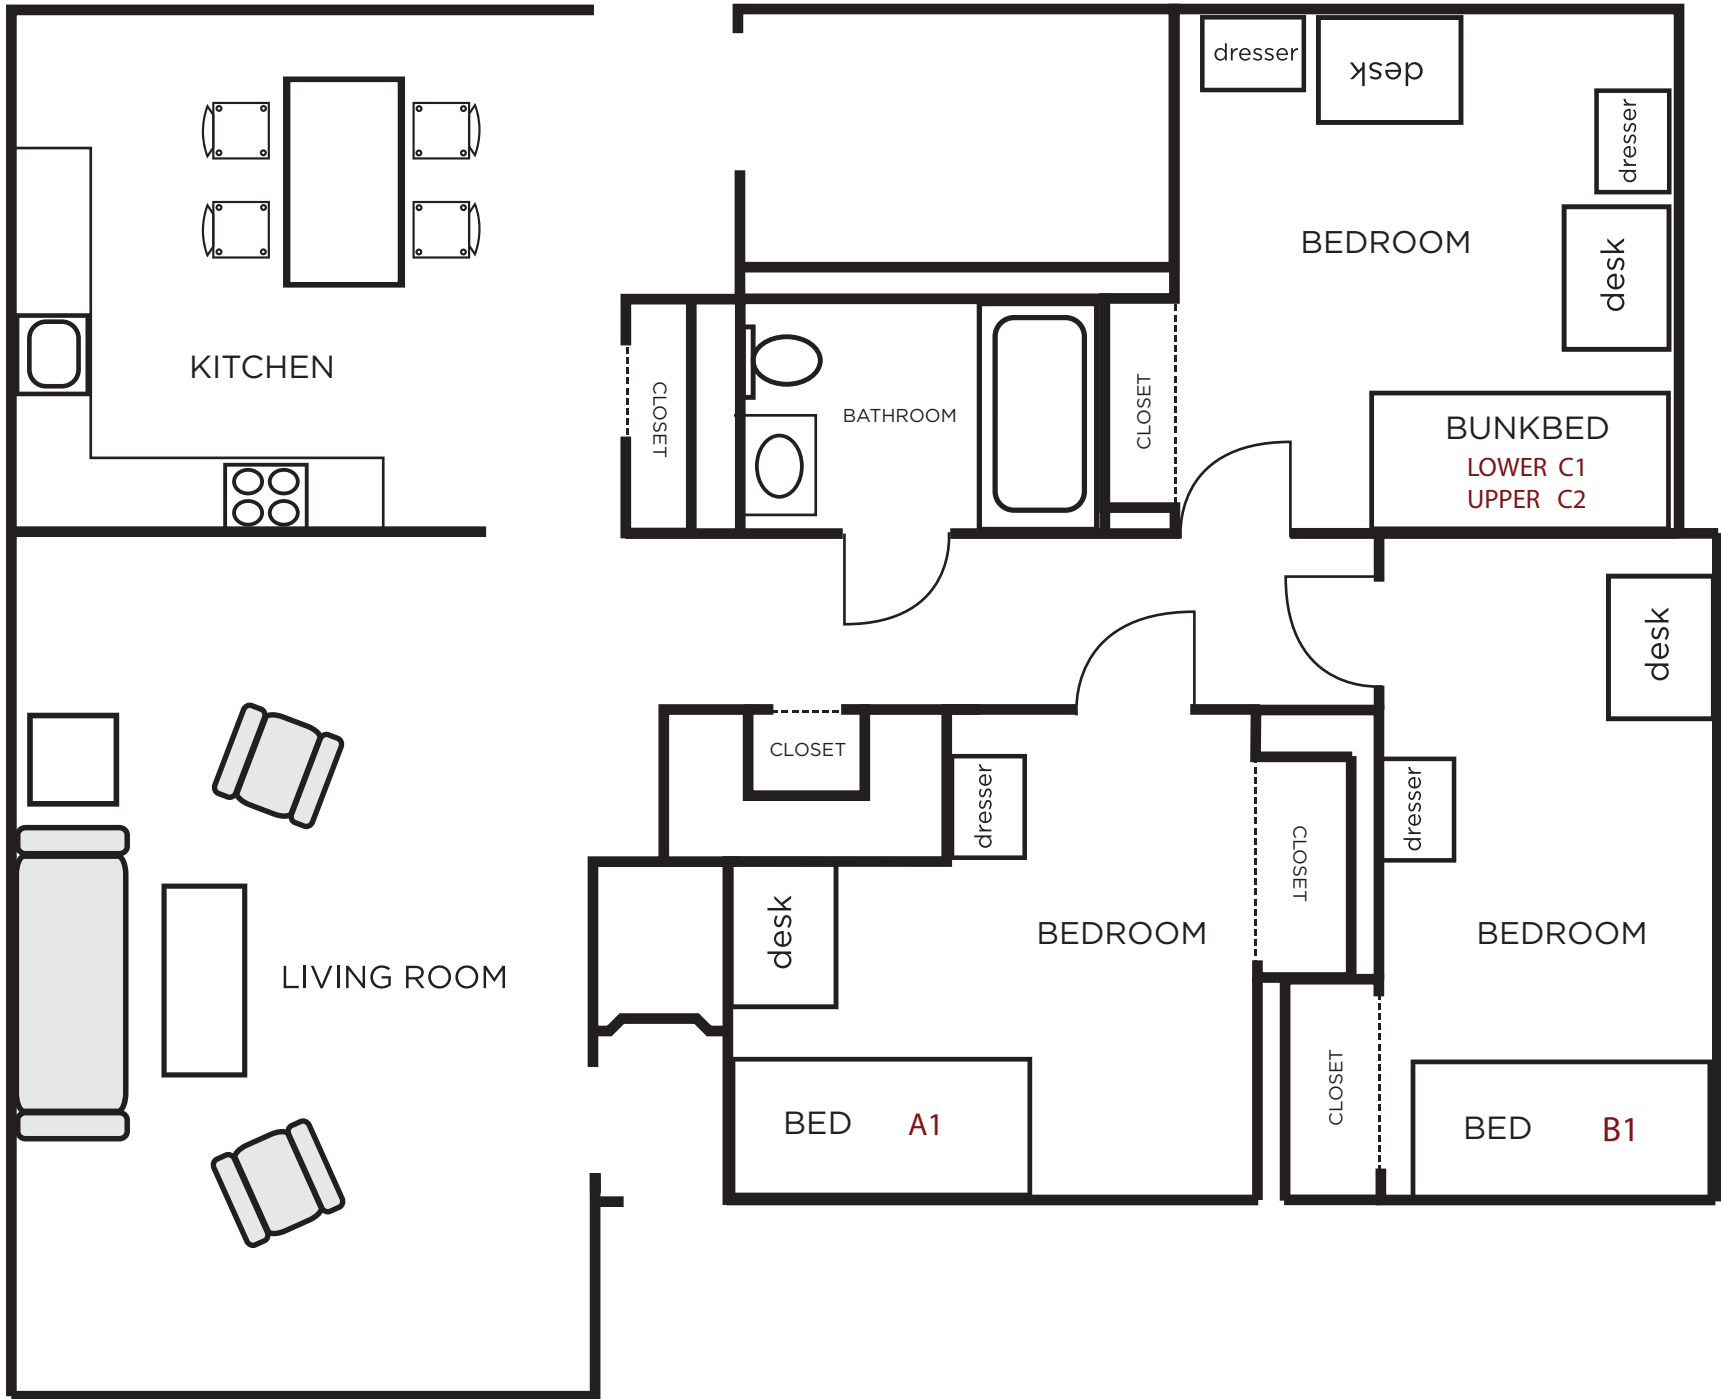 dresser
desk
dresser
BEDROOM
desk
KITCHEN
CLOSET
BATHROOM
CLOSET
BUNKBED
LOWER C1
UPPER C2
desk
CLOSET
dresser
dresser
CLOSET
desk
BEDROOM
BEDROOM
LIVING ROOM
CLOSET
BED A1
BED B1